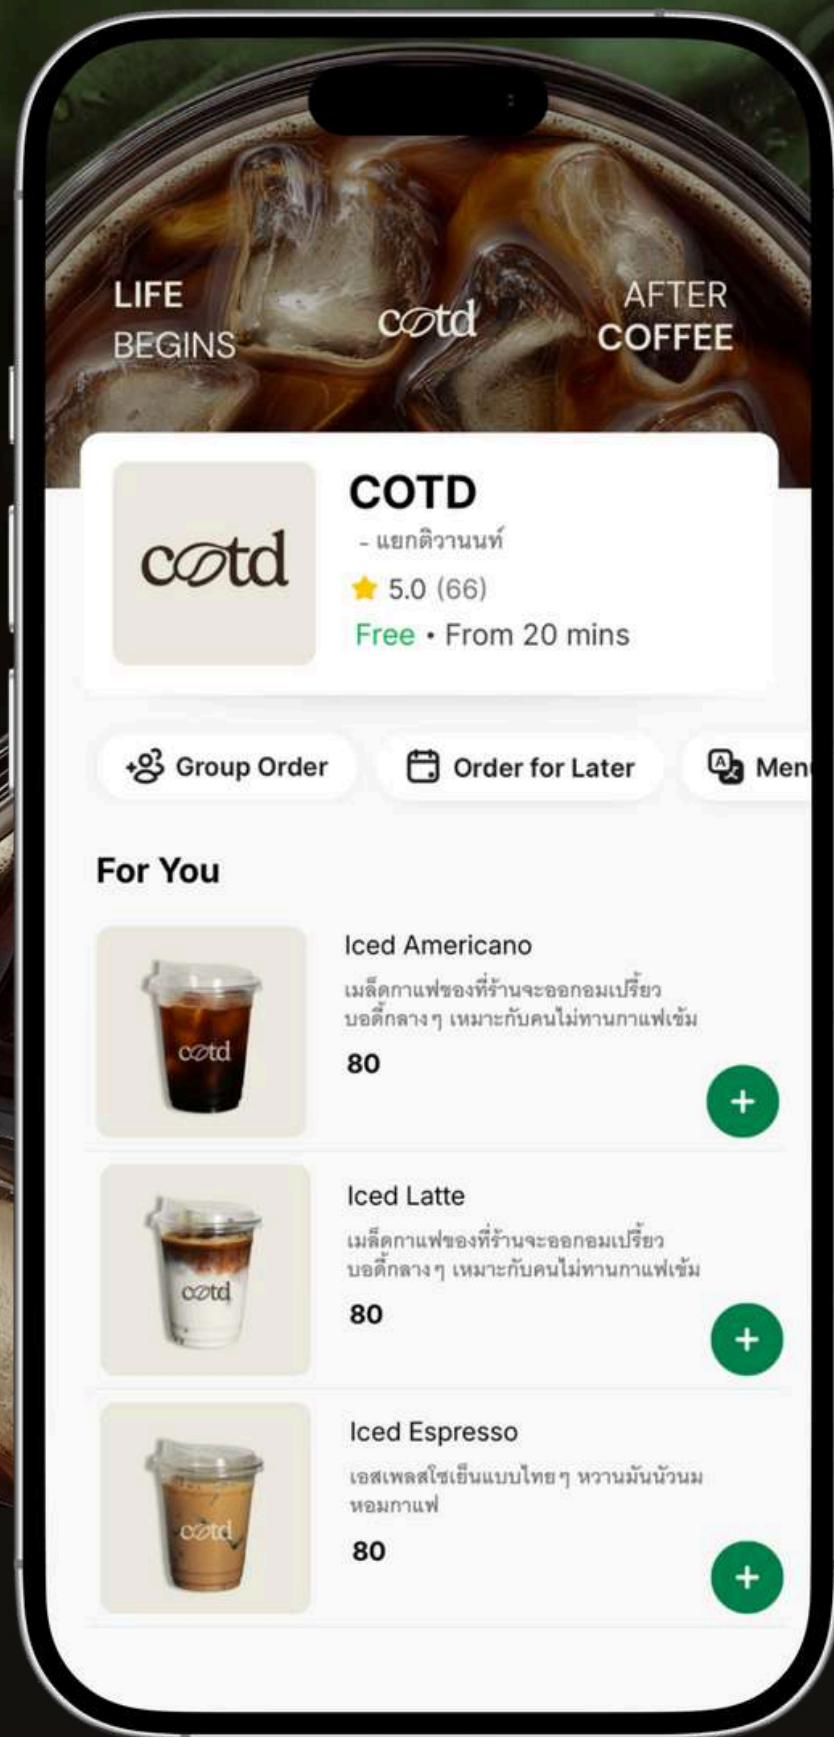 LIFE
BEGINS
cotd
AFTER
COFFEE
cotd
COTD
- แยกติวานนท์
5.0 (66)
Free • From 20 mins
Group Order
Order for Later
Menu
For You
cotd
Iced Americano
เมล็ดกาแฟของที่ร้านจะออกอมเปรี้ยว
บอดี้กลางๆ เหมาะกับคนไม่ทานกาแฟเข้ม
80
+
cotd
Iced Latte
เมล็ดกาแฟของที่ร้านจะออกอมเปรี้ยว
บอดี้กลางๆ เหมาะกับคนไม่ทานกาแฟเข้ม
80
+
cotd
Iced Espresso
เอสเพลสโซเย็นแบบไทยๆ หวานมันนัวนม
หอมกาแฟ
80
+